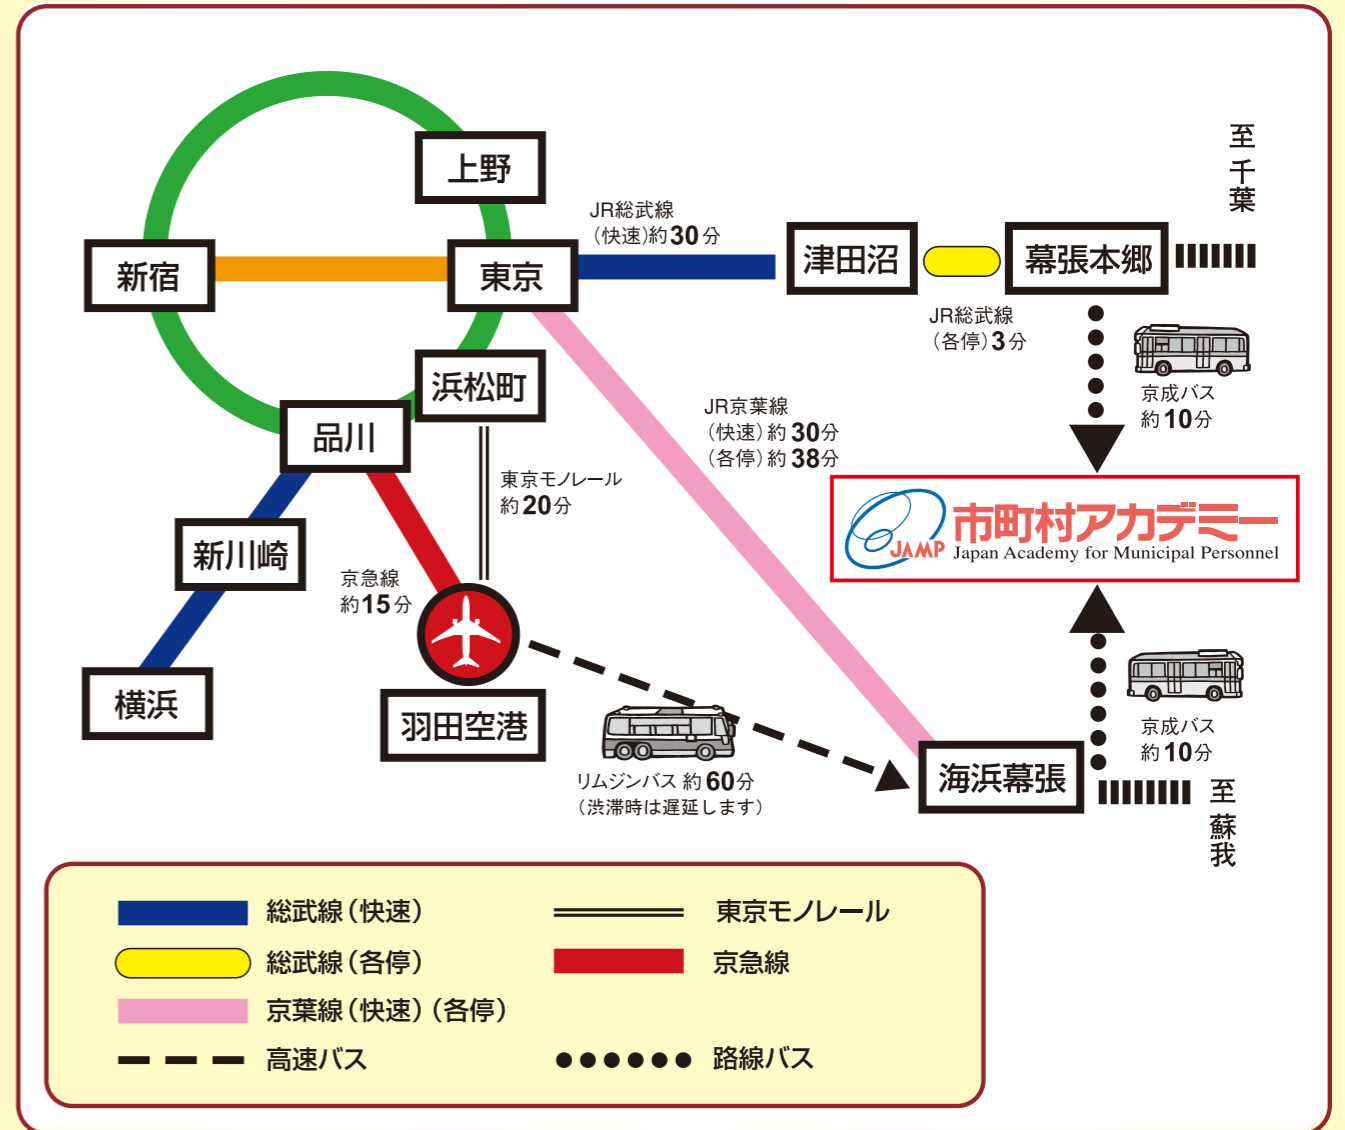 至
千
葉
上野
JR総武線
(快速)約30分
新宿
東京
津田沼
幕張本郷
JR総武線
(各停)3分
浜松町
京成バス
約10分
JR京葉線
(快速)約30分
(各停)約38分
品川
東京モノレール
約20分
市町村アカデミー
JAMP
Japan Academy for Municipal Personnel
新川崎
京急線
約15分
横浜
羽田空港
リムジンバス 約60分
(渋滞時は遅延します)
京成バス
約10分
海浜幕張
至
蘇
我
総武線(快速)
東京モノレール
総武線(各停)
京急線
京葉線(快速)(各停)
高速バス
路線バス